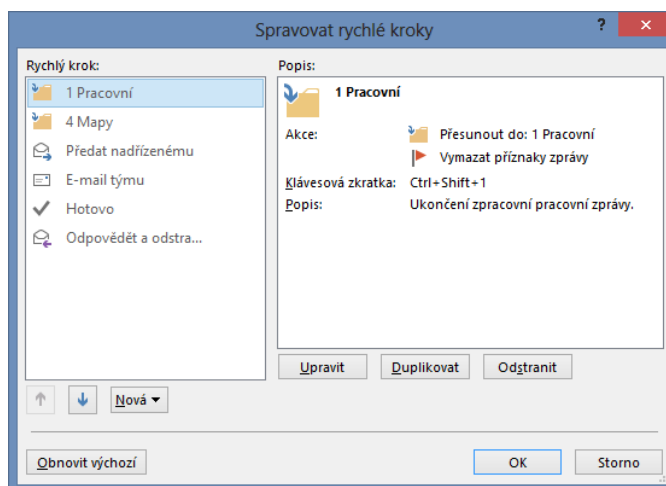 Spravovat rychlé kroky
?
Rychlý krok:
1 Pracovní
4 Mapy
Předat nadřízenému
E-mail týmu
Hotovo
Odpovědět a odstra...
Nová
Popis:
1 Pracovní
Akce: Přesunout do: 1 Pracovní
Vymazat příznaky zprávy
Klávesová zkratka: Ctrl+Shift+1
Popis: Ukončení zpracovní pracovní zprávy.
Upravit Duplikovat Odstranit
Obnovit výchozí OK Storno